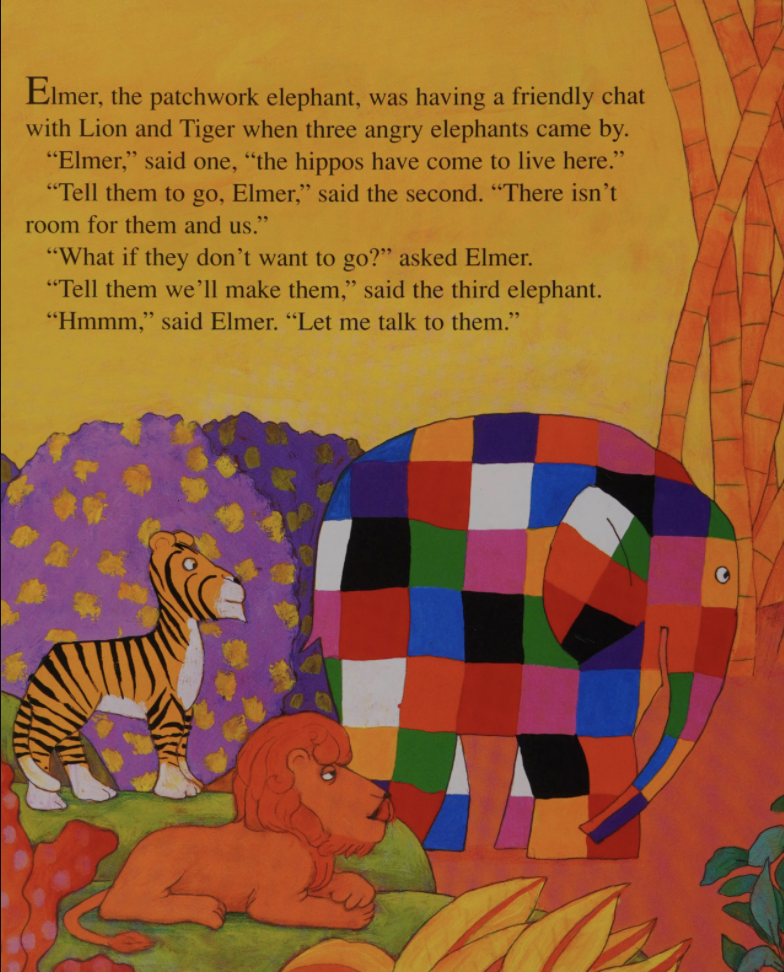 Elmer, the patchwork elephant, was having a friendly chat
with Lion and Tiger when three angry elephants came by.
“Elmer,” said one, “the hippos have come to live here.”
“Tell them to go, Elmer,” said the second. “There isn’t
room for them and us.”
“What if they don’t want to go?” asked Elmer.
“Tell them we’ll make them,” said the third elephant.
“Hmmm,” said Elmer. “Let me talk to them.”